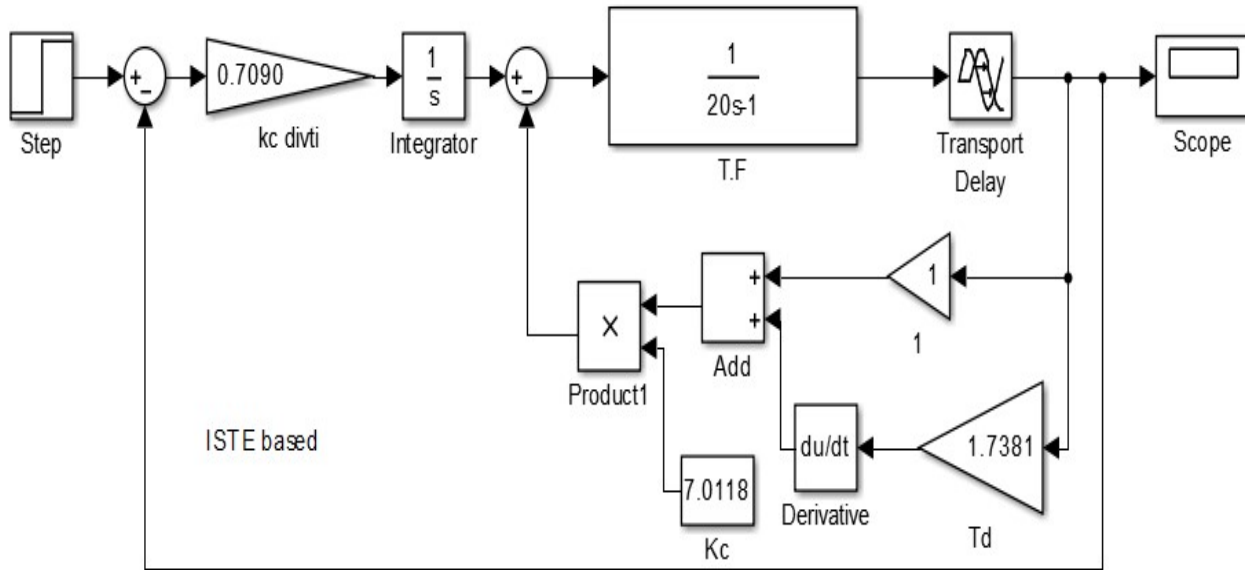 Step
+
-
0.7090
kc divti
1
s
Integrator
+
-
1
20s-1
T.F
Transport
Delay
Scope
1
1
+
+
Add
×
Product1
ISTE based
7.0118
Kc
du/dt
Derivative
1.7381
Td